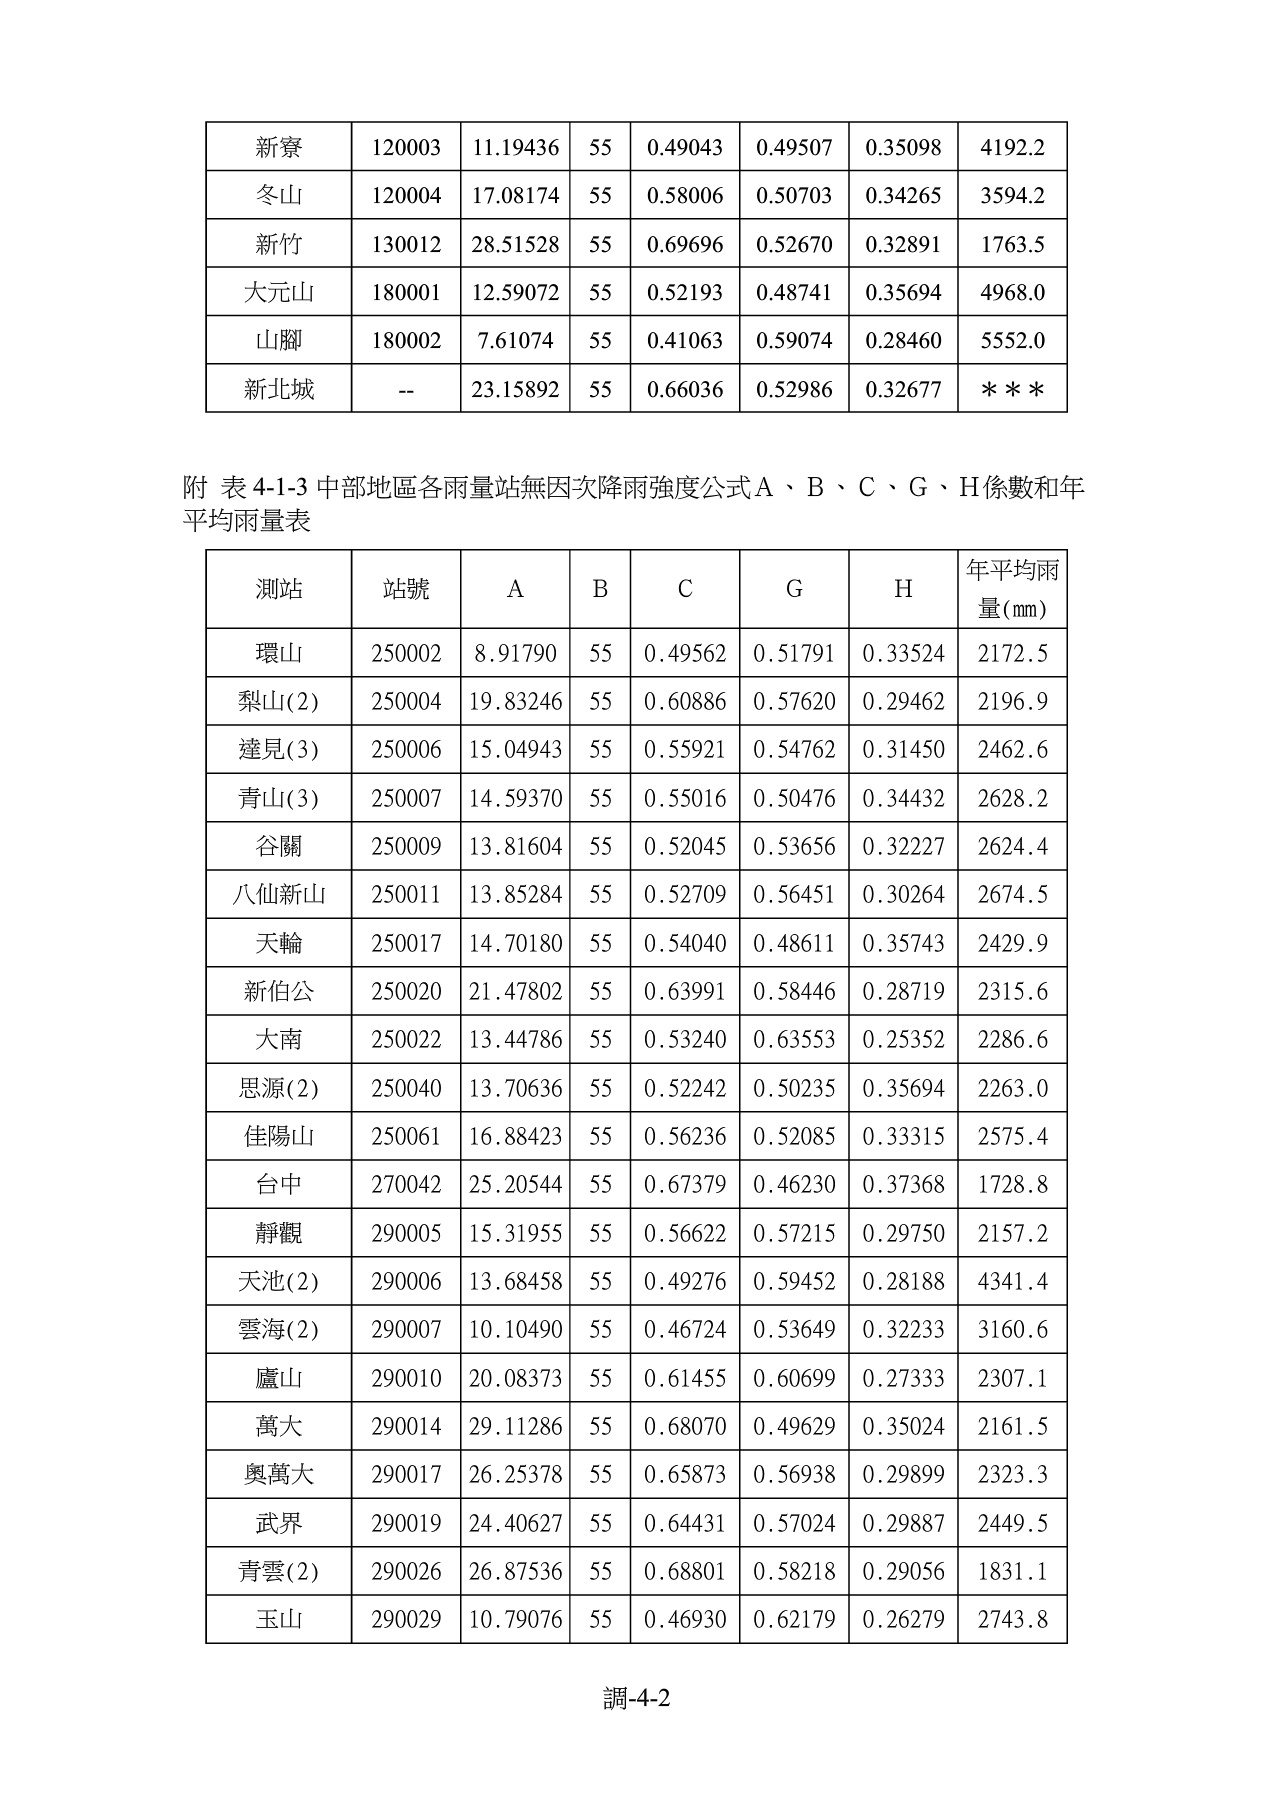 新寮 120003 11.19436 55 0.49043 0.49507 0.35098 4192.2
冬山 120004 17.08174 55 0.58006 0.50703 0.34265 3594.2
新竹 130012 28.51528 55 0.69696 0.52670 0.32891 1763.5
大元山 180001 12.59072 55 0.52193 0.48741 0.35694 4968.0
山腳 180002 7.61074 55 0.41063 0.59074 0.28460 5552.0
新北城 -- 23.15892 55 0.66036 0.52986 0.32677 ＊＊＊
附 表 4-1-3 中部地區各雨量站無因次降雨強度公式Ａ、Ｂ、Ｃ、Ｇ、Ｈ係數和年
平均雨量表
測站 站號 A B C G H 年平均雨量(mm)
環山 250002 8.91790 55 0.49562 0.51791 0.33524 2172.5
梨山(2) 250004 19.83246 55 0.60886 0.57620 0.29462 2196.9
達見(3) 250006 15.04943 55 0.55921 0.54762 0.31450 2462.6
青山(3) 250007 14.59370 55 0.55016 0.50476 0.34432 2628.2
谷關 250009 13.81604 55 0.52045 0.53656 0.32227 2624.4
八仙新山 250011 13.85284 55 0.52709 0.56451 0.30264 2674.5
天輪 250017 14.70180 55 0.54040 0.48611 0.35743 2429.9
新伯公 250020 21.47802 55 0.63991 0.58446 0.28719 2315.6
大南 250022 13.44786 55 0.53240 0.63553 0.25352 2286.6
思源(2) 250040 13.70636 55 0.52242 0.50235 0.35694 2263.0
佳陽山 250061 16.88423 55 0.56236 0.52085 0.33315 2575.4
台中 270042 25.20544 55 0.67379 0.46230 0.37368 1728.8
靜觀 290005 15.31955 55 0.56622 0.57215 0.29750 2157.2
天池(2) 290006 13.68458 55 0.49276 0.59452 0.28188 4341.4
雲海(2) 290007 10.10490 55 0.46724 0.53649 0.32233 3160.6
廬山 290010 20.08373 55 0.61455 0.60699 0.27333 2307.1
萬大 290014 29.11286 55 0.68070 0.49629 0.35024 2161.5
奧萬大 290017 26.25378 55 0.65873 0.56938 0.29899 2323.3
武界 290019 24.40627 55 0.64431 0.57024 0.29887 2449.5
青雲(2) 290026 26.87536 55 0.68801 0.58218 0.29056 1831.1
玉山 290029 10.79076 55 0.46930 0.62179 0.26279 2743.8
調-4-2